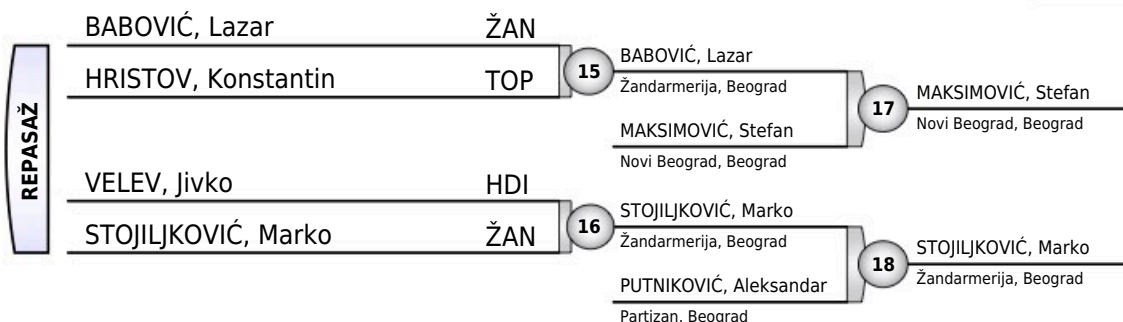 REPASAŽ
BABOVIĆ, Lazar ŽAN
HRISTOV, Konstantin TOP
15
BABOVIĆ, Lazar
Žandarmerija, Beograd
MAKSIMOVIĆ, Stefan
Novi Beograd, Beograd
17
MAKSIMOVIĆ, Stefan
Novi Beograd, Beograd
VELEV, Jivko HDI
STOJILJKOVIĆ, Marko ŽAN
16
STOJILJKOVIĆ, Marko
Žandarmerija, Beograd
PUTNIKOVIĆ, Aleksandar
Partizan, Beograd
18
STOJILJKOVIĆ, Marko
Žandarmerija, Beograd